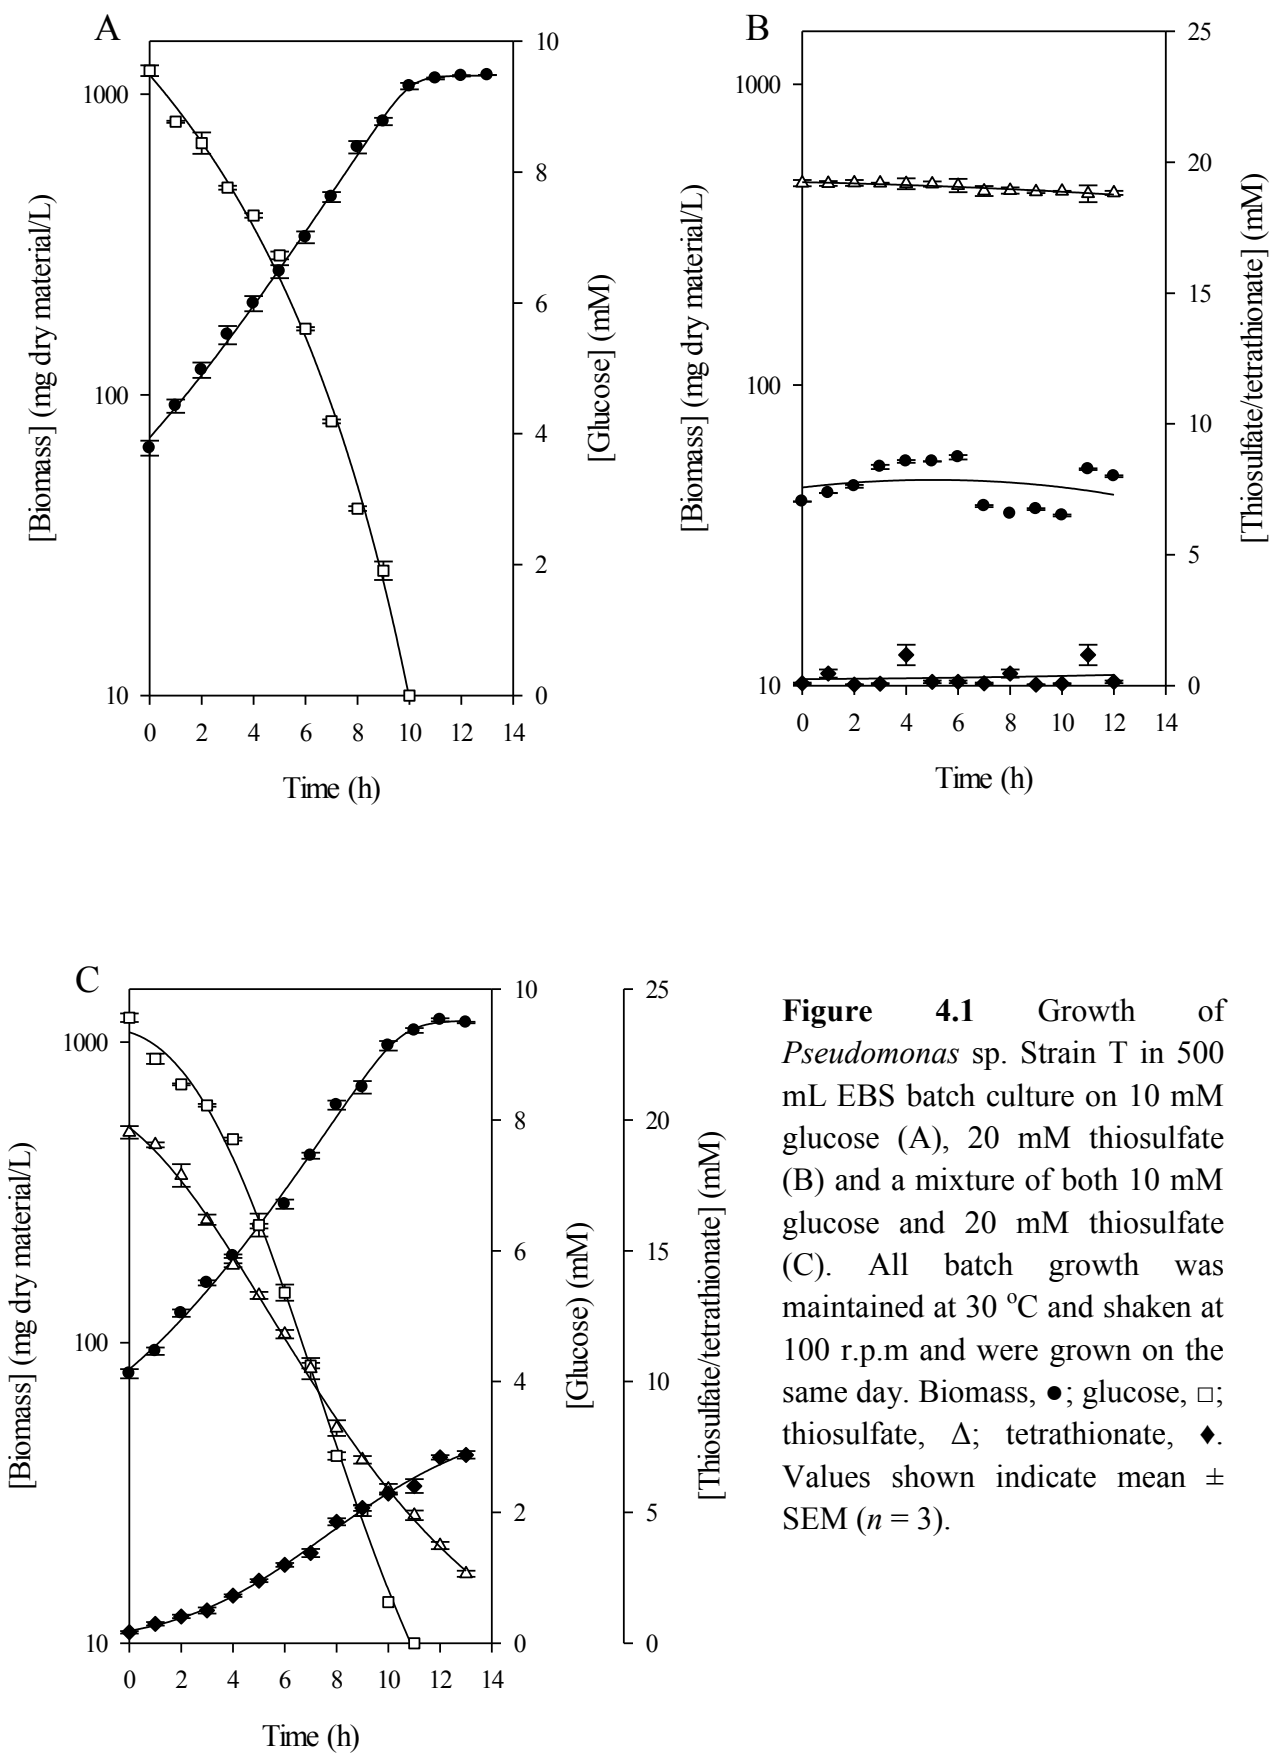 A
[Biomass] (mg dry material/L)
1000
100
10
10
8
6
4
2
0
[Glucose] (mM)
0 2 4 6 8 10 12 14
Time (h)
B
[Biomass] (mg dry material/L)
1000
100
10
25
20
15
10
5
0
[Thiosulfate/tetrathionate] (mM)
0 2 4 6 8 10 12 14
Time (h)
C
[Biomass] (mg dry material/L)
1000
100
10
10
8
6
4
2
0
[Glucose) (mM)
25
20
15
10
5
0
[Thiosulfate/tetrathionate] (mM)
0 2 4 6 8 10 12 14
Time (h)
Figure 4.1 Growth of
Pseudomonas sp. Strain T in 500
mL EBS batch culture on 10 mM
glucose (A), 20 mM thiosulfate
(B) and a mixture of both 10 mM
glucose and 20 mM thiosulfate
(C). All batch growth was
maintained at 30 °C and shaken at
100 r.p.m and were grown on the
same day. Biomass, ●; glucose, □;
thiosulfate, Δ; tetrathionate, ♦.
Values shown indicate mean ±
SEM (n = 3).